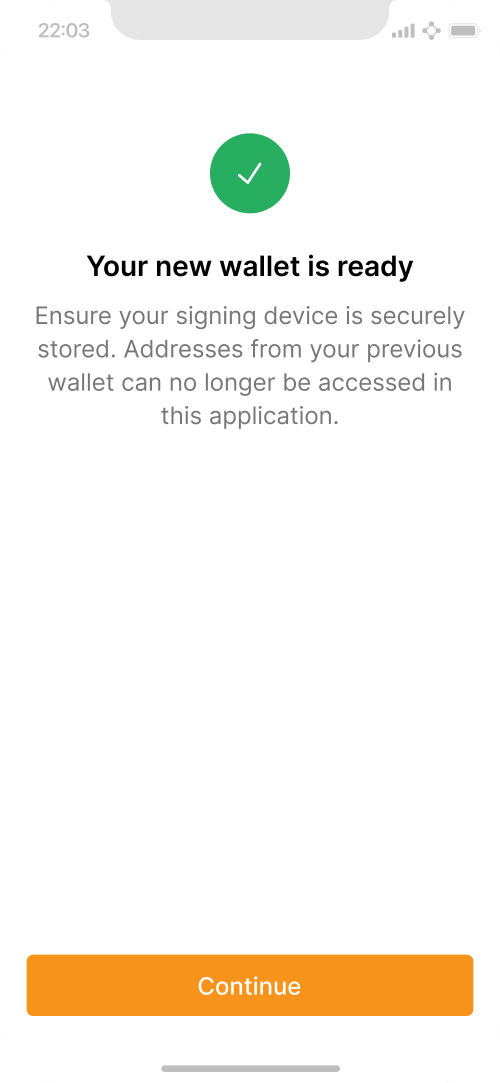 22:03
Your new wallet is ready
Ensure your signing device is securely
stored. Addresses from your previous
wallet can no longer be accessed in
this application.
Continue